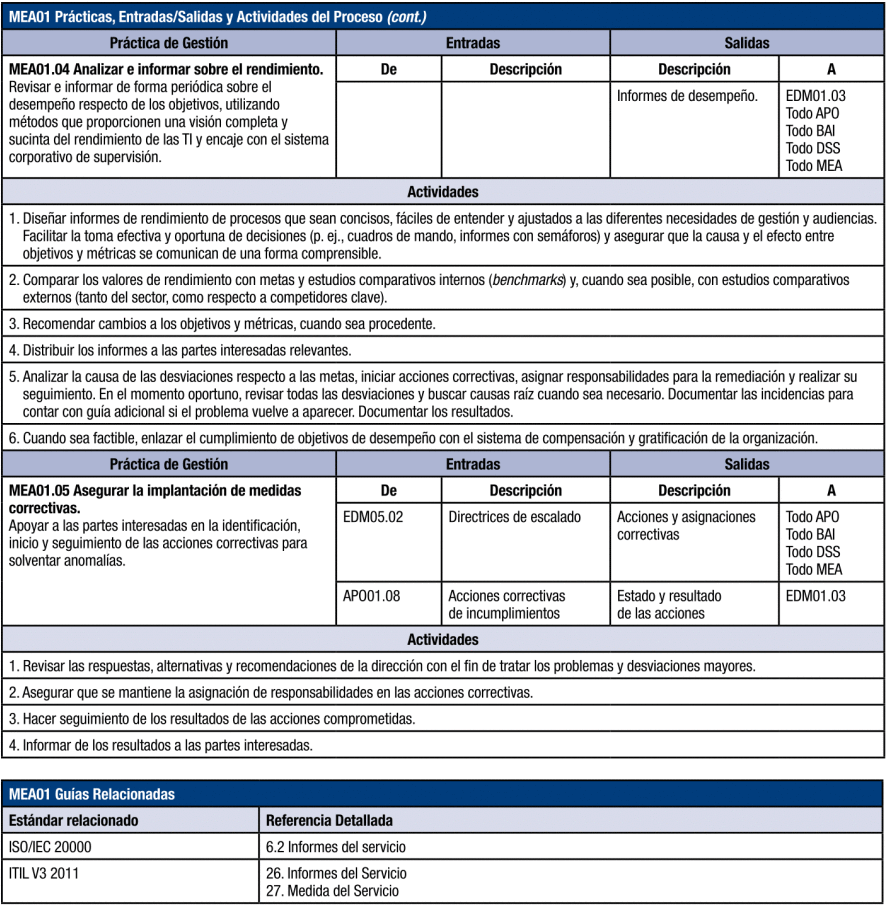 MEA01 Prácticas, Entradas/Salidas y Actividades del Proceso (cont.)
Práctica de Gestión
Entradas
Salidas
MEA01.04 Analizar e informar sobre el rendimiento.
Revisar e informar de forma periódica sobre el
desempeño respecto de los objetivos, utilizando
métodos que proporcionen una visión completa y
sucinta del rendimiento de las TI y encaje con el sistema
corporativo de supervisión.
De
Descripción
Descripción
A
Informes de desempeño.
EDM01.03
Todo APO
Todo BAI
Todo DSS
Todo MEA
Actividades
1. Diseñar informes de rendimiento de procesos que sean concisos, fáciles de entender y ajustados a las diferentes necesidades de gestión y audiencias.
Facilitar la toma efectiva y oportuna de decisiones (p. ej., cuadros de mando, informes con semáforos) y asegurar que la causa y el efecto entre
objetivos y métricas se comunican de una forma comprensible.
2. Comparar los valores de rendimiento con metas y estudios comparativos internos (benchmarks) y, cuando sea posible, con estudios comparativos
externos (tanto del sector, como respecto a competidores clave).
3. Recomendar cambios a los objetivos y métricas, cuando sea procedente.
4. Distribuir los informes a las partes interesadas relevantes.
5. Analizar la causa de las desviaciones respecto a las metas, iniciar acciones correctivas, asignar responsabilidades para la remediación y realizar su
seguimiento. En el momento oportuno, revisar todas las desviaciones y buscar causas raíz cuando sea necesario. Documentar las incidencias para
contar con guía adicional si el problema vuelve a aparecer. Documentar los resultados.
6. Cuando sea factible, enlazar el cumplimiento de objetivos de desempeño con el sistema de compensación y gratificación de la organización.
Práctica de Gestión
Entradas
Salidas
MEA01.05 Asegurar la implantación de medidas
correctivas.
Apoyar a las partes interesadas en la identificación,
inicio y seguimiento de las acciones correctivas para
solventar anomalías.
De
Descripción
Descripción
A
EDM05.02
Directrices de escalado
Acciones y asignaciones
correctivas
Todo APO
Todo BAI
Todo DSS
Todo MEA
APO01.08
Acciones correctivas
de incumplimientos
Estado y resultado
de las acciones
EDM01.03
Actividades
1. Revisar las respuestas, alternativas y recomendaciones de la dirección con el fin de tratar los problemas y desviaciones mayores.
2. Asegurar que se mantiene la asignación de responsabilidades en las acciones correctivas.
3. Hacer seguimiento de los resultados de las acciones comprometidas.
4. Informar de los resultados a las partes interesadas.
MEA01 Guías Relacionadas
Estándar relacionado
Referencia Detallada
ISO/IEC 20000
6.2 Informes del servicio
ITIL V3 2011
26. Informes del Servicio
27. Medida del Servicio